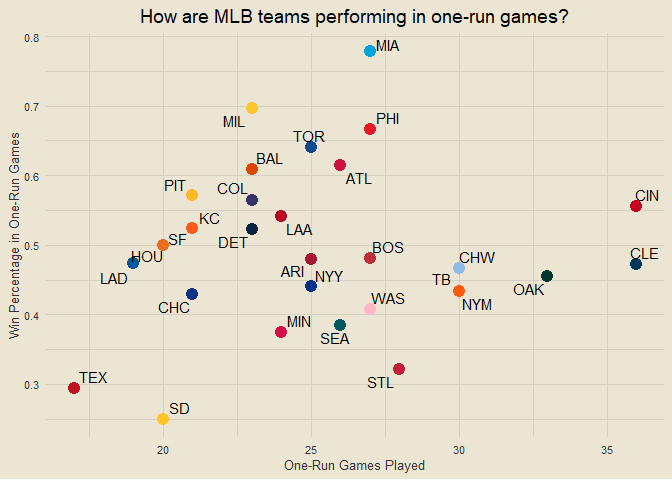 How are MLB teams performing in one-run games?
Win Percentage in One-Run Games
0.8
0.7
0.6
0.5
0.4
0.3
MIA
MIL
PHI
TOR
BAL
ATL
PIT
COL
CIN
KC
LAA
SF
DET
HOU
BOS
CLE
LAD
ARI
NYY
CHW
TB
OAK
CHC
WAS
NYM
MIN
SEA
STL
TEX
SD
20
25
30
35
One-Run Games Played